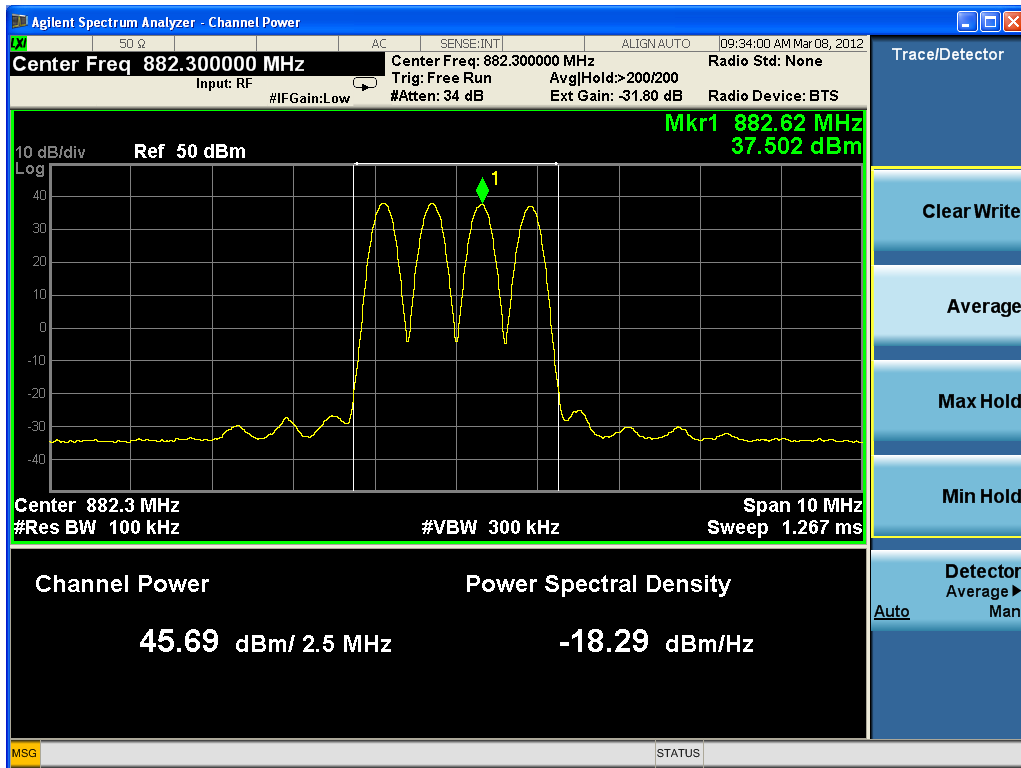 Agilent Spectrum Analyzer - Channel Power
LXI 50 Ω AC SENSE:INT ALIGN AUTO 09:34:00 AM Mar 08, 2012
Center Freq 882.300000 MHz
Input: RF
#IFGain:Low
Center Freq: 882.300000 MHz
Trig: Free Run Avg|Hold:>200/200
#Atten: 34 dB Ext Gain: -31.80 dB
Radio Std: None
Radio Device: BTS
Trace/Detector
Mkr1 882.62 MHz
37.502 dBm
10 dB/div Ref 50 dBm
Log
1
40
30
20
10
0
-10
-20
-30
-40
Center 882.3 MHz Span 10 MHz
#Res BW 100 kHz #VBW 300 kHz Sweep 1.267 ms
Channel Power Power Spectral Density
45.69 dBm/ 2.5 MHz -18.29 dBm/Hz
Clear Write
Average
Max Hold
Min Hold
Detector
Average
Auto Man
MSG STATUS